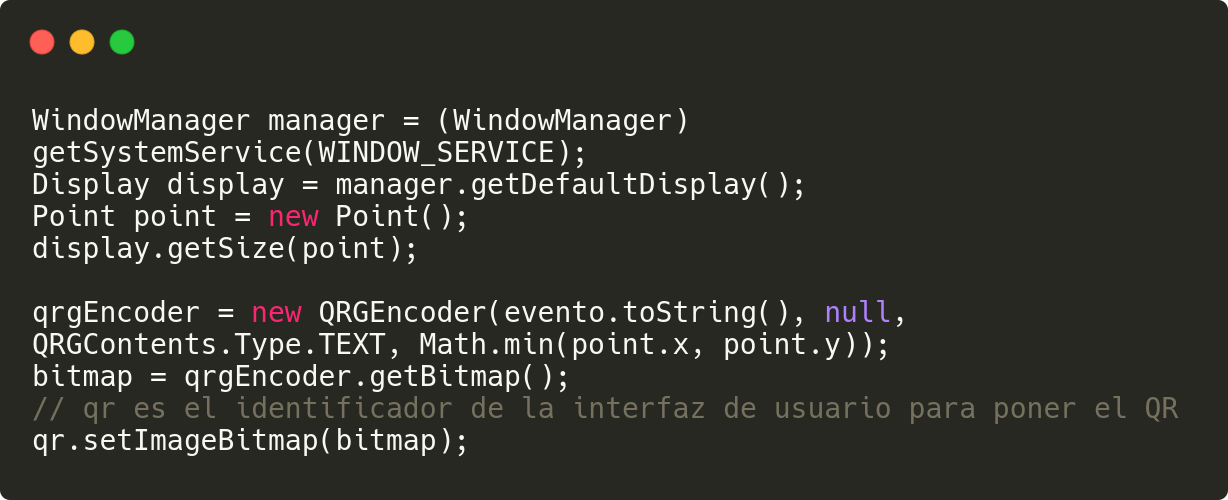 WindowManager manager = (WindowManager)
getSystemService(WINDOW_SERVICE);
Display display = manager.getDefaultDisplay();
Point point = new Point();
display.getSize(point);
qrgEncoder = new QRGEncoder(evento.toString(), null,
QRGContents.Type.TEXT, Math.min(point.x, point.y));
bitmap = qrgEncoder.getBitmap();
// qr es el identificador de la interfaz de usuario para poner el QR
qr.setImageBitmap(bitmap);